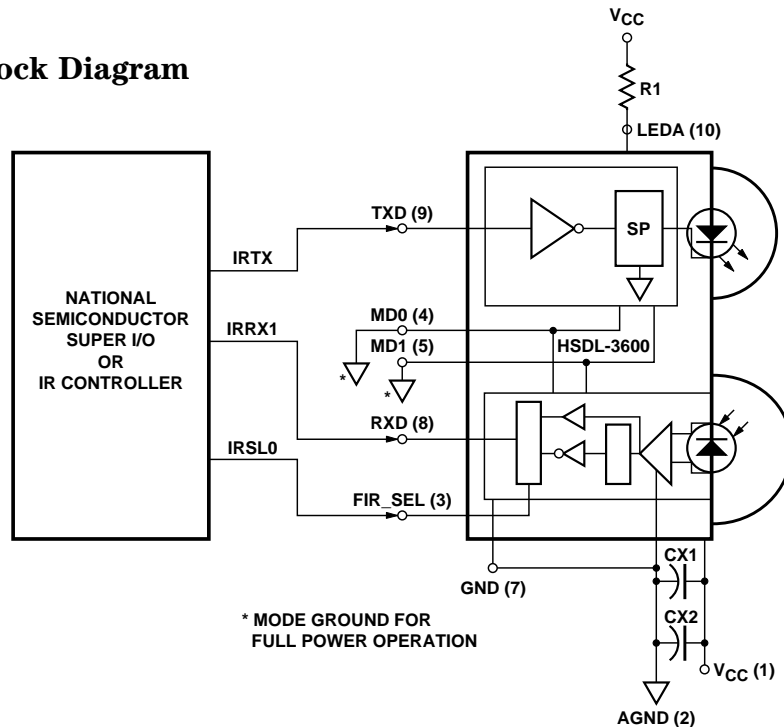 ock Diagram
VCC
R1
LEDA (10)
TXD (9)
SP
IRTX
NATIONAL
SEMICONDUCTOR
SUPER I/O
OR
IR CONTROLLER
MD0 (4)
MD1 (5)
HSDL-3600
*
*
IRRX1
RXD (8)
IRSL0
FIR_SEL (3)
GND (7)
CX1
CX2
* MODE GROUND FOR
FULL POWER OPERATION
VCC (1)
AGND (2)